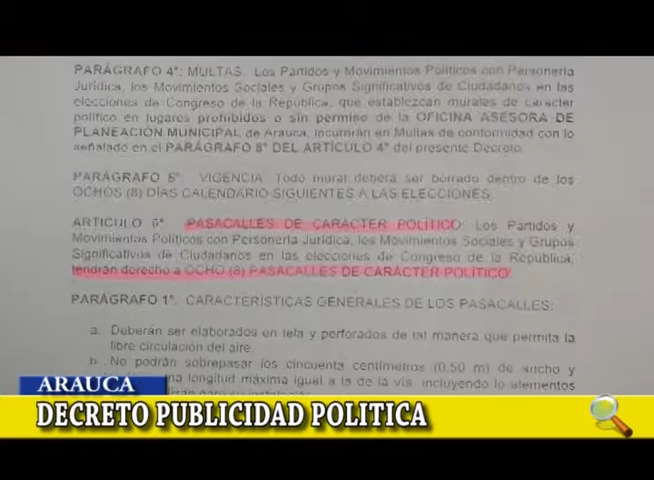 PARÁGRAFO 4°: MULTAS. Los Partidos y Movimientos Políticos con Personería
Jurídica, los Movimientos Sociales y Grupos Significativos de Ciudadanos en las
elecciones de Congreso de la República, que establezcan murales de carácter
político en lugares prohibidos o sin permiso de la OFICINA ASESORA DE
PLANEACIÓN MUNICIPAL de Arauca, incurrirán en Multas de conformidad con lo
señalado en el PARÁGRAFO 8° DEL ARTÍCULO 4° del presente Decreto.
PARÁGRAFO 5° VIGENCIA Todo mural deberá ser borrado dentro de los
OCHOS (8) DÍAS CALENDARIO SIGUIENTES A LAS ELECCIONES.
ARTICULO 5° PASACALLES DE CARÁCTER POLÍTICO Los Partidos y
Movimientos Políticos con Personería Jurídica, los Movimientos Sociales y Grupos
Significativos de Ciudadanos en las elecciones de Congreso de la República,
tendrán derecho a OCHO (8) PASACALLES DE CARÁCTER POLÍTICO
PARÁGRAFO 1°. CARACTERÍSTICAS GENERALES DE LOS PASACALLES:
a. Deberán ser elaborados en tela y perforados de tal manera que permita la
libre circulación del aire.
b. No podrán sobrepasar los cincuenta centímetros (0.50 m) de ancho y
una longitud máxima igual a la de la vía, incluyendo lo elementos
ARAUCA
DECRETO PUBLICIDAD POLITICA